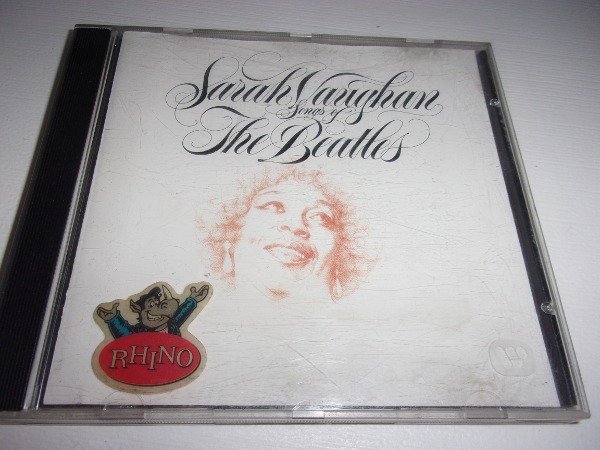 Sarah Vaughan
Songs of
The Beatles
RHINO
W